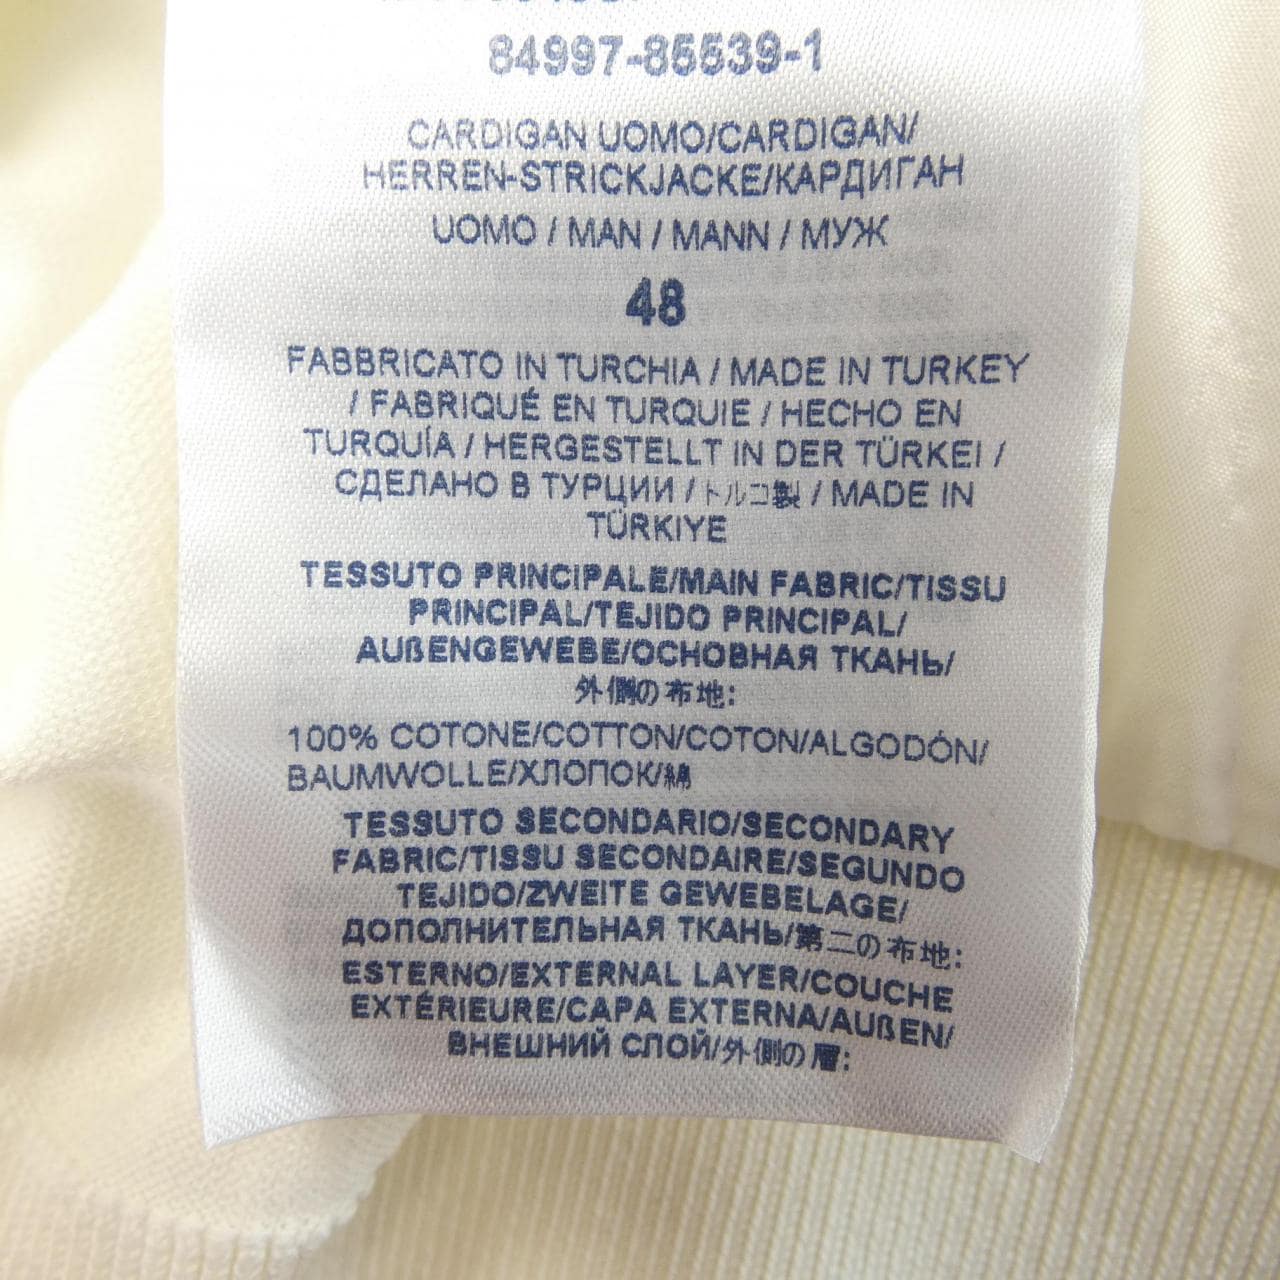 84997-85539-1
CARDIGAN UOMO/CARDIGAN/
HERREN-STRICKJACKE/КАРДИГАН
UOMO / MAN / MANN / МУЖ
48
FABBRICATO IN TURCHIA / MADE IN TURKEY
/ FABRIQUÉ EN TURQUIE / HECHO EN
TURQUÍA / HERGESTELLT IN DER TÜRKEI /
СДЕЛАНО В ТУРЦИИ / トルコ製 / MADE IN
TÜRKIYE
TESSUTO PRINCIPALE/MAIN FABRIC/TISSU
PRINCIPAL/TEJIDO PRINCIPAL/
AUßENGEWEBE/ОСНОВНАЯ ТКАНЬ/
外側の布地:
100% COTONE/COTTON/COTON/ALGODÓN/
BAUMWOLLE/ХЛОПОК/綿
TESSUTO SECONDARIO/SECONDARY
FABRIC/TISSU SECONDAIRE/SEGUNDO
TEJIDO/ZWEITE GEWEBELAGE/
ДОПОЛНИТЕЛЬНАЯ ТКАНЬ/第二の布地:
ESTERNO/EXTERNAL LAYER/COUCHE
EXTÉRIEURE/CAPA EXTERNA/AUßEN/
ВНЕШНИЙ СЛОЙ/外側の層: